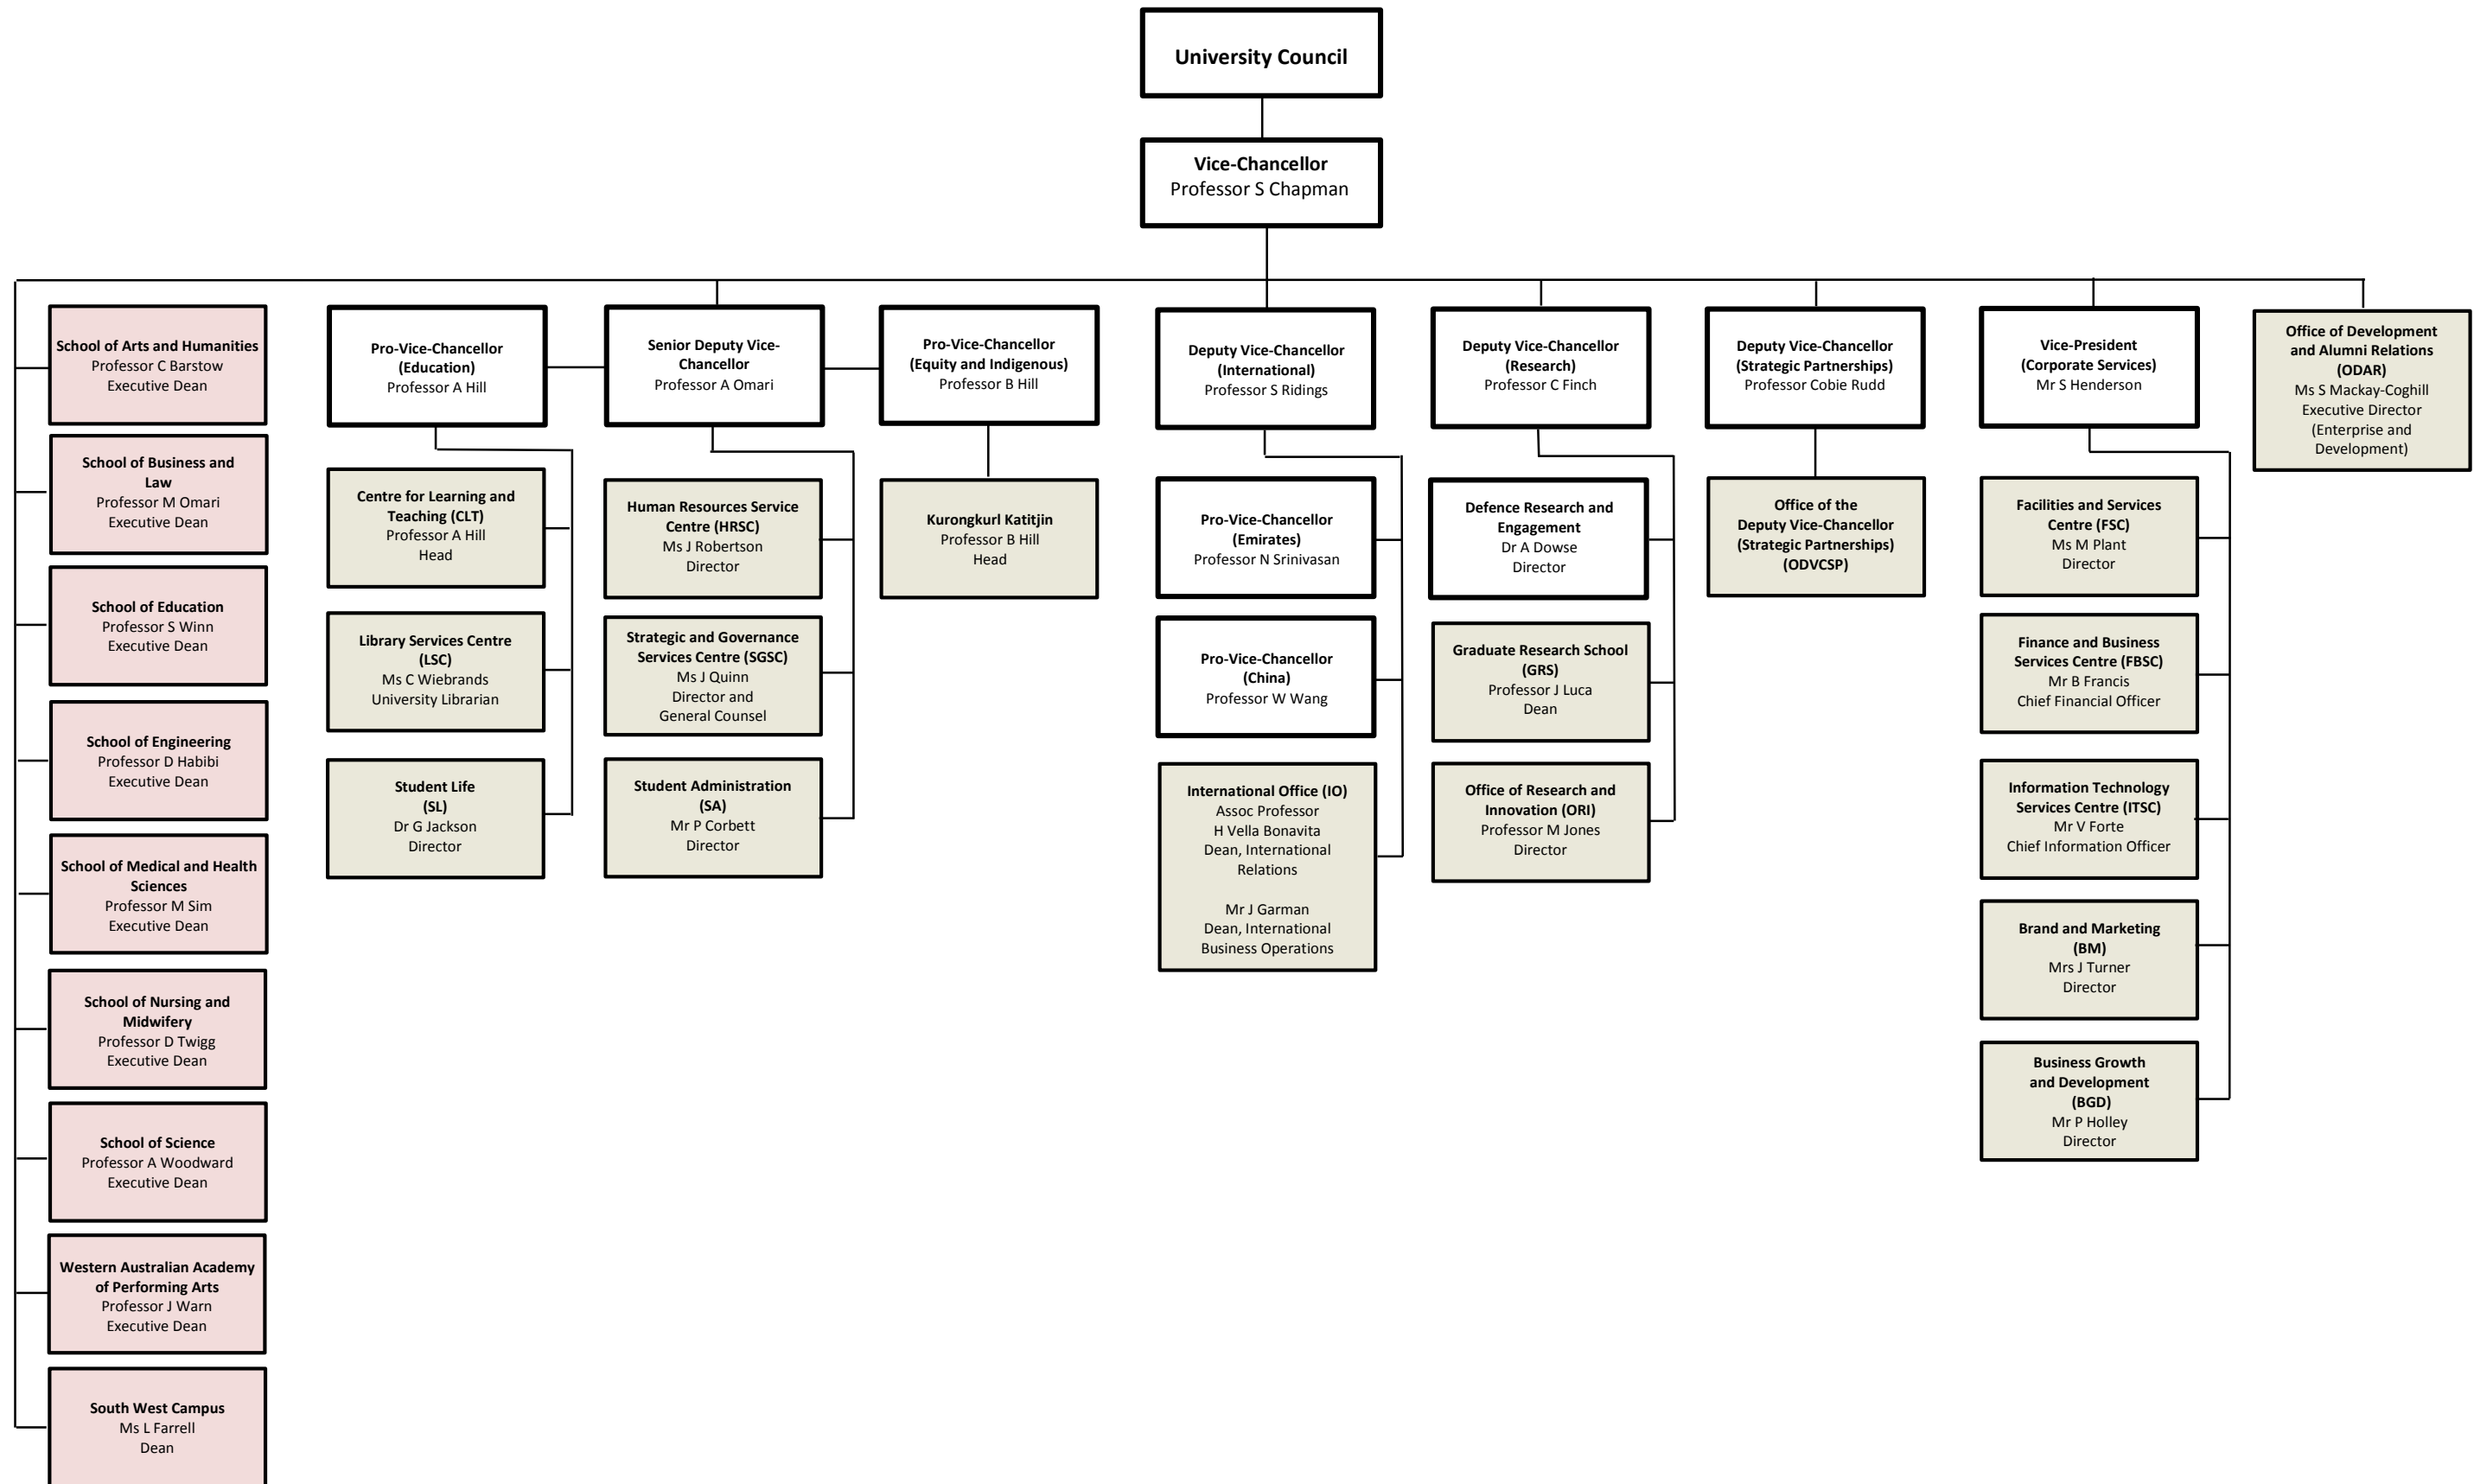 University Council
Vice-Chancellor
Professor S Chapman
School of Arts and Humanities
Professor C Barstow
Executive Dean
School of Business and
Law
Professor M Omari
Executive Dean
School of Education
Professor S Winn
Executive Dean
School of Engineering
Professor D Habibi
Executive Dean
School of Medical and Health
Sciences
Professor M Sim
Executive Dean
School of Nursing and
Midwifery
Professor D Twigg
Executive Dean
School of Science
Professor A Woodward
Executive Dean
Western Australian Academy
of Performing Arts
Professor J Warn
Executive Dean
South West Campus
Ms L Farrell
Dean
Pro-Vice-Chancellor
(Education)
Professor A Hill
Centre for Learning and
Teaching (CLT)
Professor A Hill
Head
Library Services Centre
(LSC)
Ms C Wiebrands
University Librarian
Student Life
(SL)
Dr G Jackson
Director
Senior Deputy Vice-
Chancellor
Professor A Omari
Human Resources Service
Centre (HRSC)
Ms J Robertson
Director
Strategic and Governance
Services Centre (SGSC)
Ms J Quinn
Director and
General Counsel
Student Administration
(SA)
Mr P Corbett
Director
Pro-Vice-Chancellor
(Equity and Indigenous)
Professor B Hill
Kurongkurl Katitjin
Professor B Hill
Head
Deputy Vice-Chancellor
(International)
Professor S Ridings
Pro-Vice-Chancellor
(Emirates)
Professor N Srinivasan
Pro-Vice-Chancellor
(China)
Professor W Wang
International Office (IO)
Assoc Professor
H Vella Bonavita
Dean, International
Relations
Mr J Garman
Dean, International
Business Operations
Deputy Vice-Chancellor
(Research)
Professor C Finch
Defence Research and
Engagement
Dr A Dowse
Director
Graduate Research School
(GRS)
Professor J Luca
Dean
Office of Research and
Innovation (ORI)
Professor M Jones
Director
Deputy Vice-Chancellor
(Strategic Partnerships)
Professor Cobie Rudd
Office of the
Deputy Vice-Chancellor
(Strategic Partnerships)
(ODVCSP)
Vice-President
(Corporate Services)
Mr S Henderson
Facilities and Services
Centre (FSC)
Ms M Plant
Director
Finance and Business
Services Centre (FBSC)
Mr B Francis
Chief Financial Officer
Information Technology
Services Centre (ITSC)
Mr V Forte
Chief Information Officer
Brand and Marketing
(BM)
Mrs J Turner
Director
Business Growth
and Development
(BGD)
Mr P Holley
Director
Office of Development
and Alumni Relations
(ODAR)
Ms S Mackay-Coghill
Executive Director
(Enterprise and
Development)